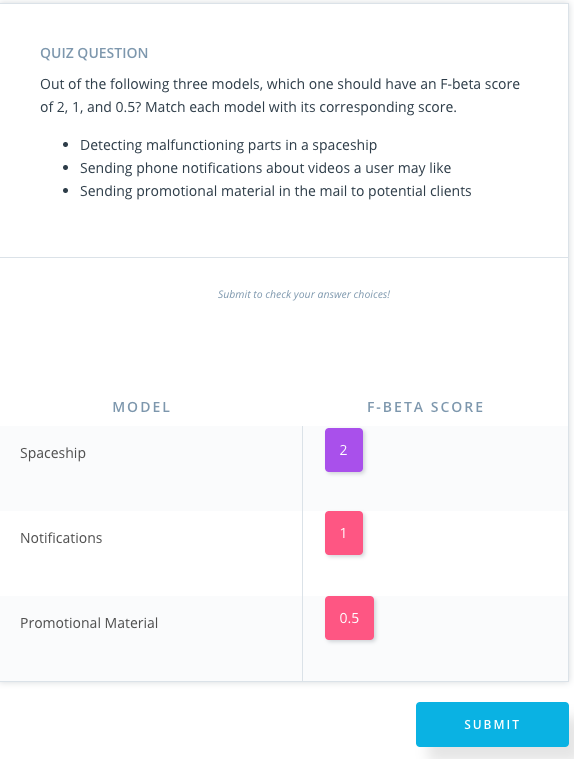 QUIZ QUESTION
Out of the following three models, which one should have an F-beta score
of 2, 1, and 0.5? Match each model with its corresponding score.
• Detecting malfunctioning parts in a spaceship
• Sending phone notifications about videos a user may like
• Sending promotional material in the mail to potential clients
Submit to check your answer choices!
MODEL F-BETA SCORE
Spaceship 2
Notifications 1
Promotional Material 0.5
SUBMIT